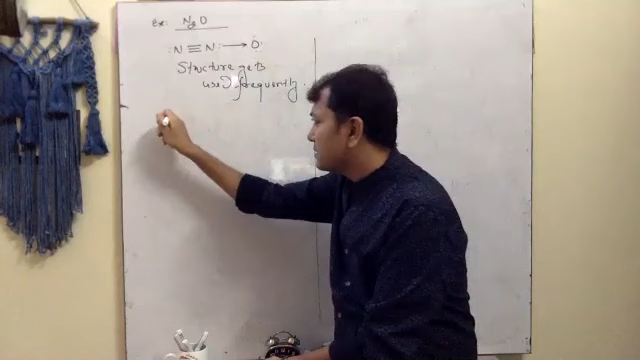 Ex: N2O
:N≡N:→O:
Structure gets
used frequently.